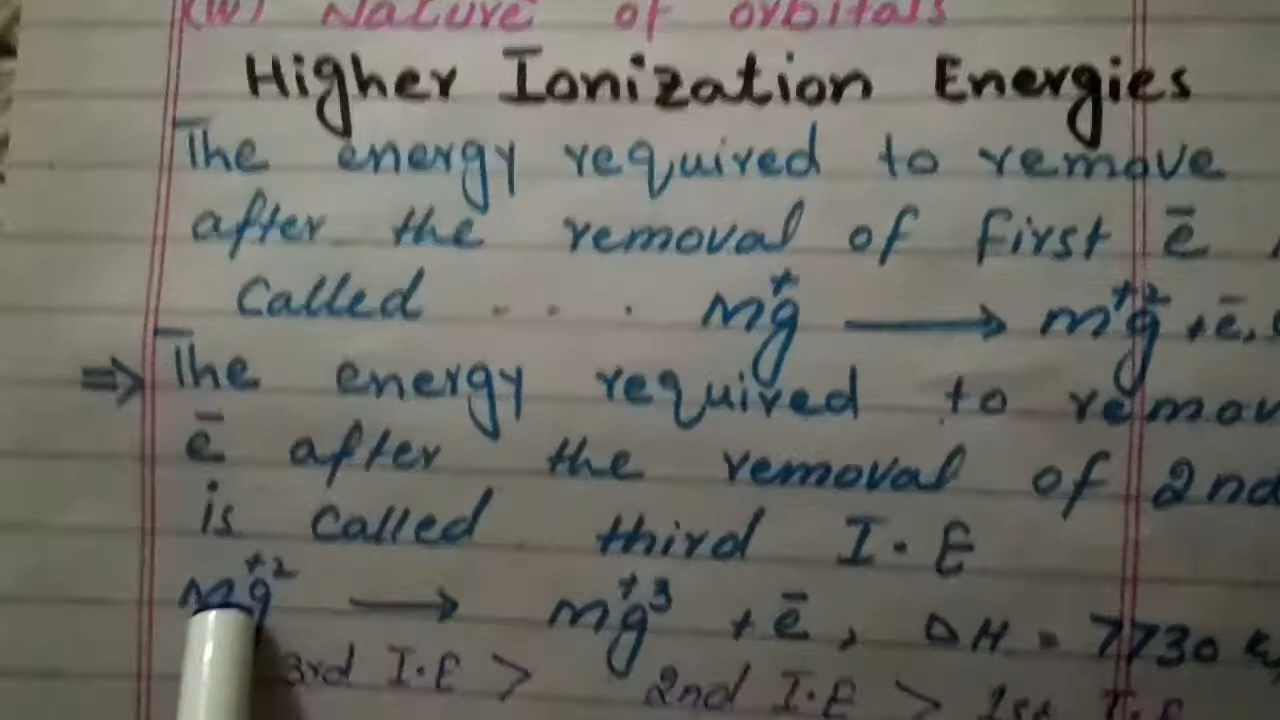 (iv) Nature of orbitals
Higher Ionization Energies
The energy required to remove
after the removal of first ē
Called . . . mg⁺ ⟶ mg⁺² + ē,
⇒ The energy required to remov
ē after the removal of 2nd
is called third I.E
mg⁺² ⟶ mg⁺³ + ē, ΔH = 7730 k
3rd I.E > 2nd I.E > 1st I.E